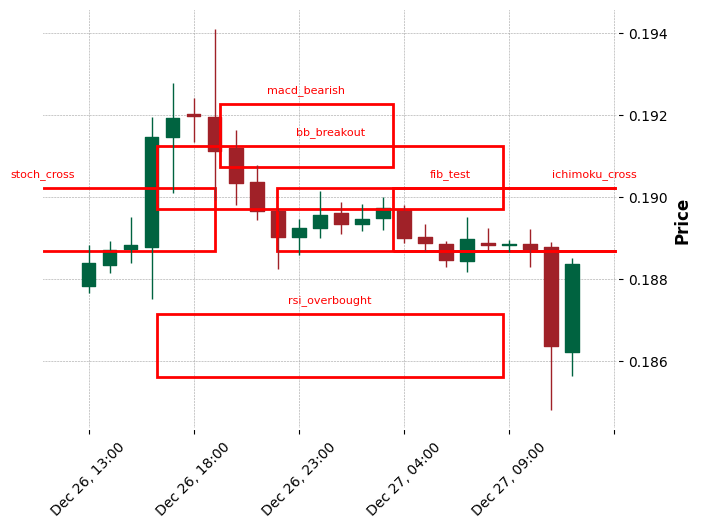 0.194
macd_bearish
0.192
bb_breakout
stoch_cross
fib_test
ichimoku_cross
0.190
Price
0.188
rsi_overbought
0.186
Dec 26, 13:00
Dec 26, 18:00
Dec 26, 23:00
Dec 27, 04:00
Dec 27, 09:00